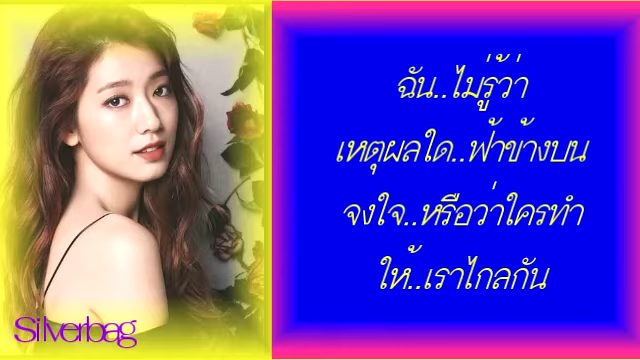 ฉัน..ไม่รู้ว่า
เหตุผลใด..ฟ้าข้างบน
จงใจ..หรือว่าใครทำ
ให้..เราไกลกัน
Silverbag